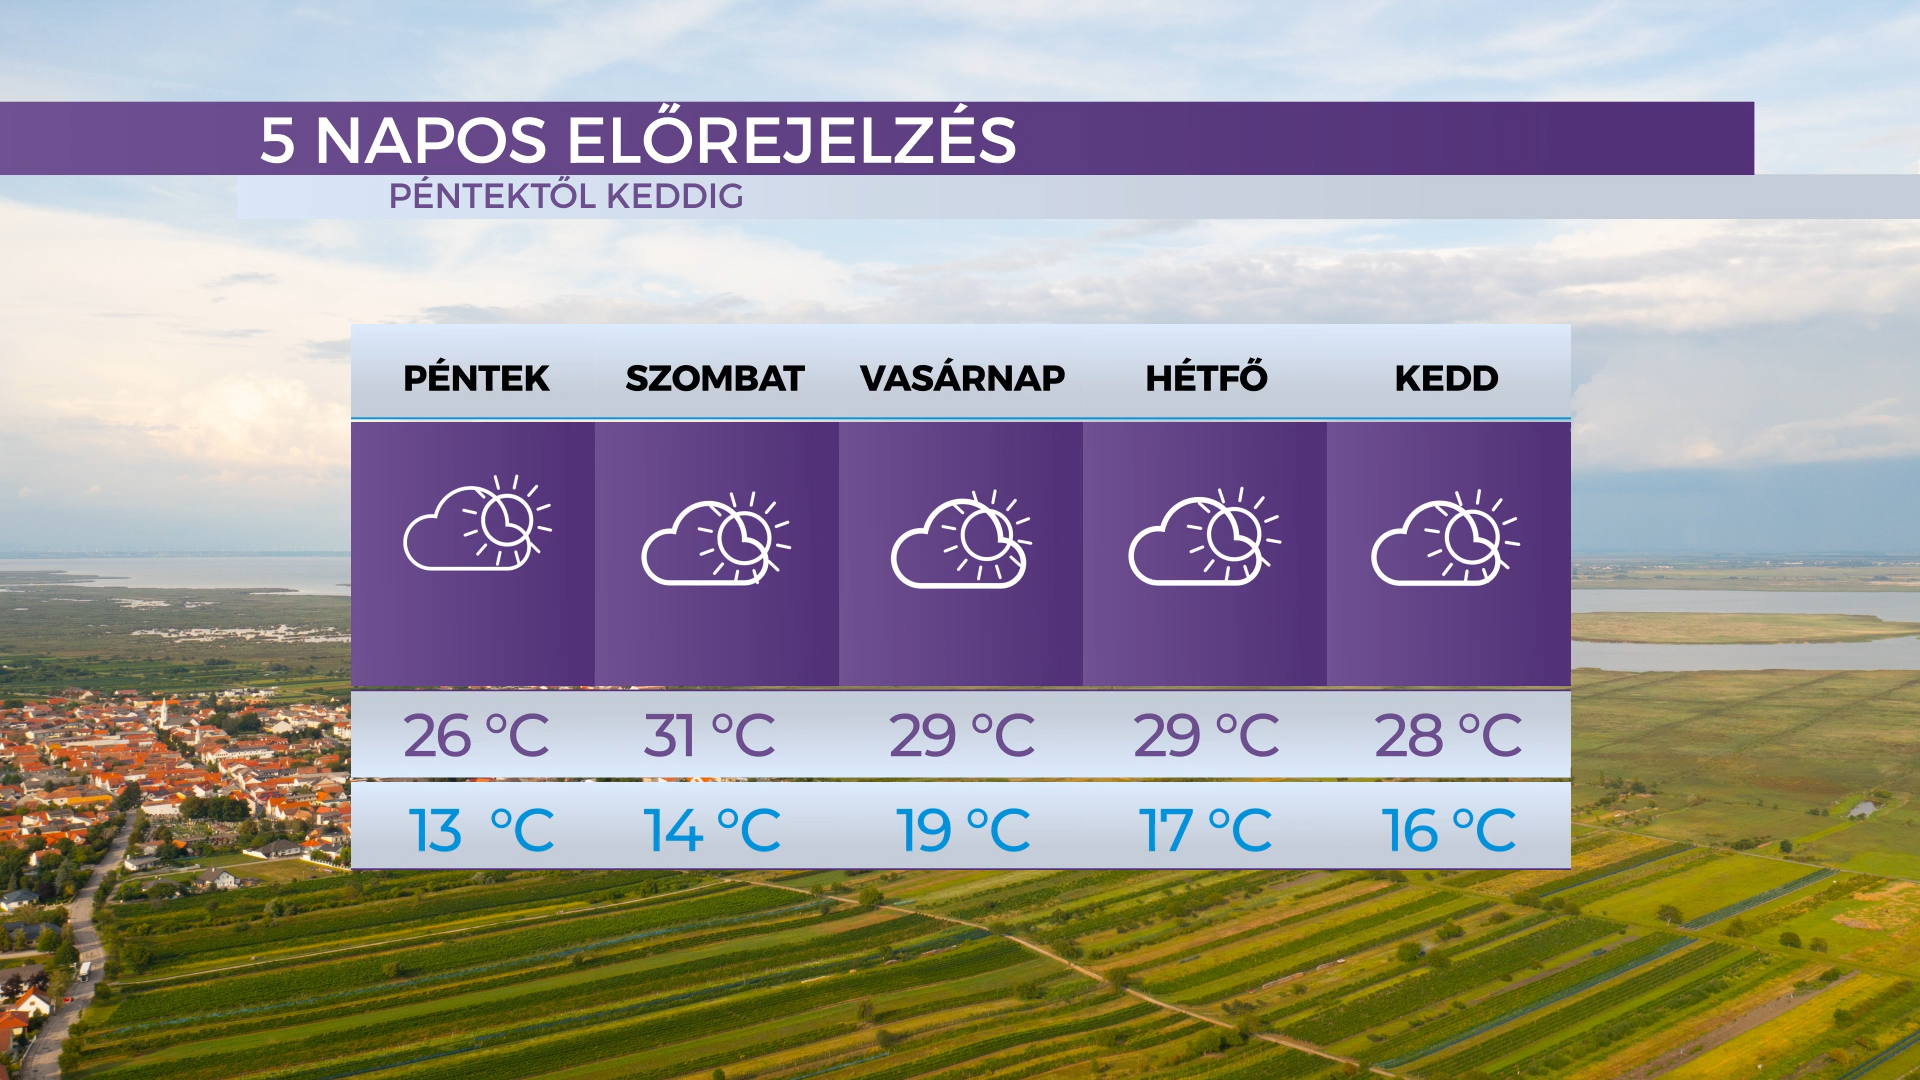 5 NAPOS ELŐREJELZÉS
PÉNTEKTŐL KEDDIG
PÉNTEK SZOMBAT VASÁRNAP HÉTFŐ KEDD
26 °C 31 °C 29 °C 29 °C 28 °C
13 °C 14 °C 19 °C 17 °C 16 °C